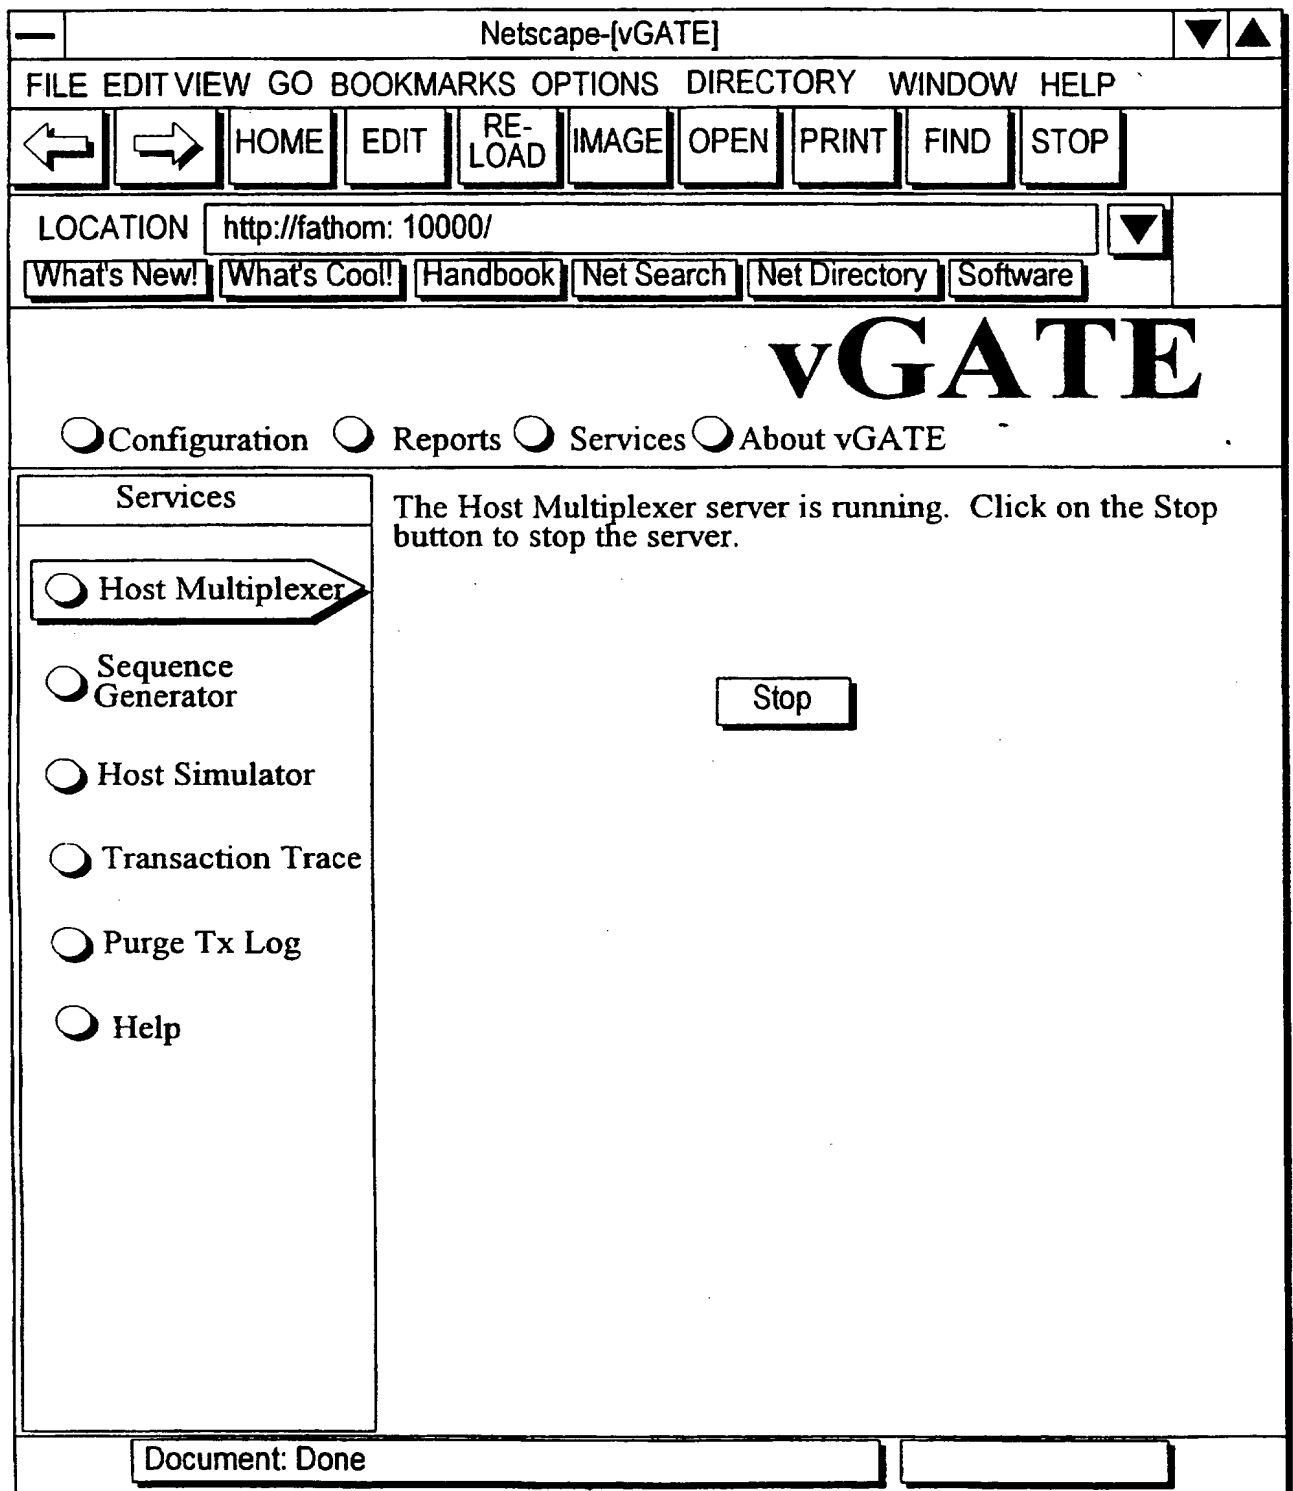 Netscape-[vGATE]
FILE EDIT VIEW GO BOOKMARKS OPTIONS DIRECTORY WINDOW HELP
HOME EDIT RE-LOAD IMAGE OPEN PRINT FIND STOP
LOCATION http://fathom: 10000/
What's New! What's Cool! Handbook Net Search Net Directory Software
vGATE
Configuration Reports Services About vGATE
Services
The Host Multiplexer server is running. Click on the Stop
button to stop the server.
Host Multiplexer
Sequence
Generator
Stop
Host Simulator
Transaction Trace
Purge Tx Log
Help
Document: Done